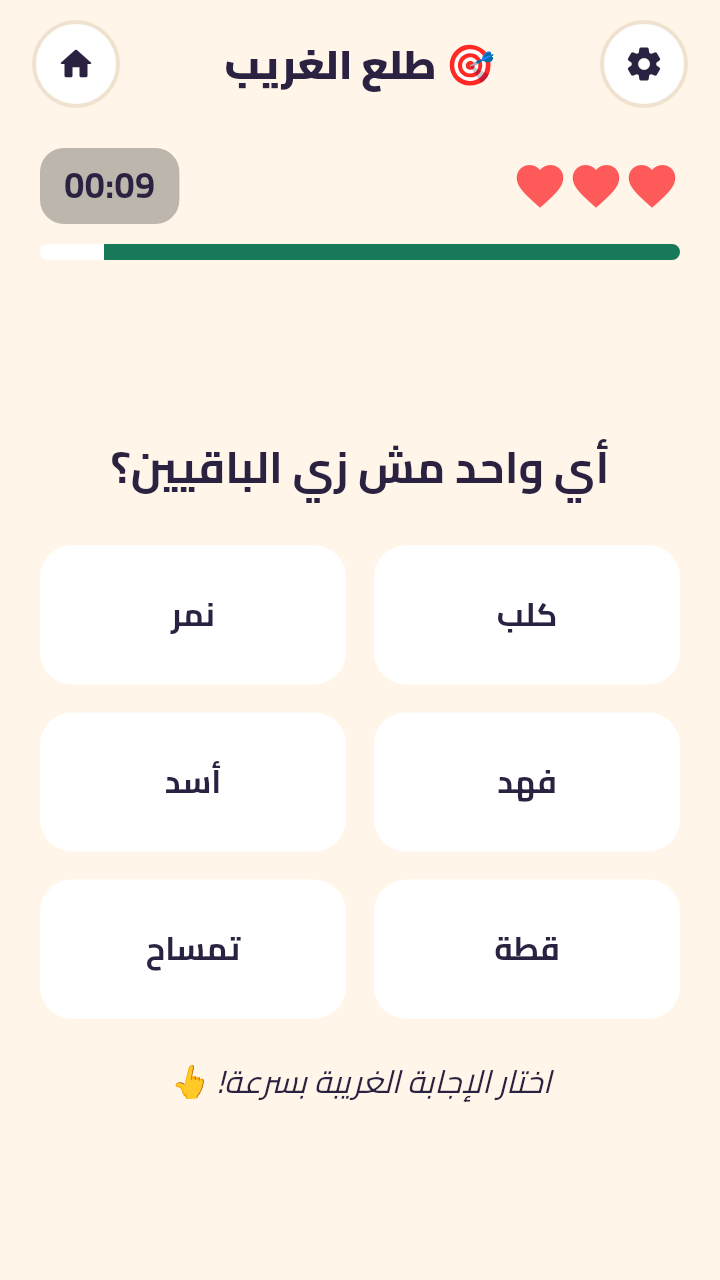 طلع الغريب 🎯
00:09
أي واحد مش زي الباقيين؟
كلب
نمر
فهد
أسد
قطة
تمساح
اختار الإجابة الغريبة بسرعة! 👆